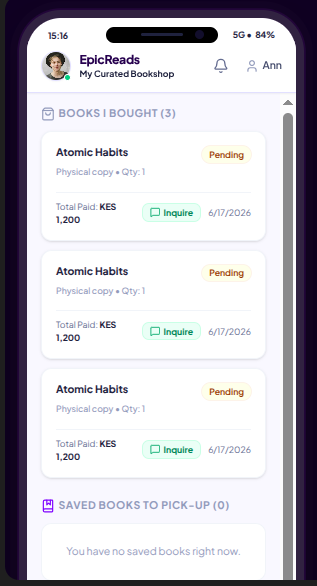 15:16
5G 84%
EpicReads
My Curated Bookshop
Ann
BOOKS I BOUGHT (3)
Atomic Habits
Pending
Physical copy • Qty: 1
Total Paid: KES
1,200
Inquire
6/17/2026
Atomic Habits
Pending
Physical copy • Qty: 1
Total Paid: KES
1,200
Inquire
6/17/2026
Atomic Habits
Pending
Physical copy • Qty: 1
Total Paid: KES
1,200
Inquire
6/17/2026
SAVED BOOKS TO PICK-UP (0)
You have no saved books right now.